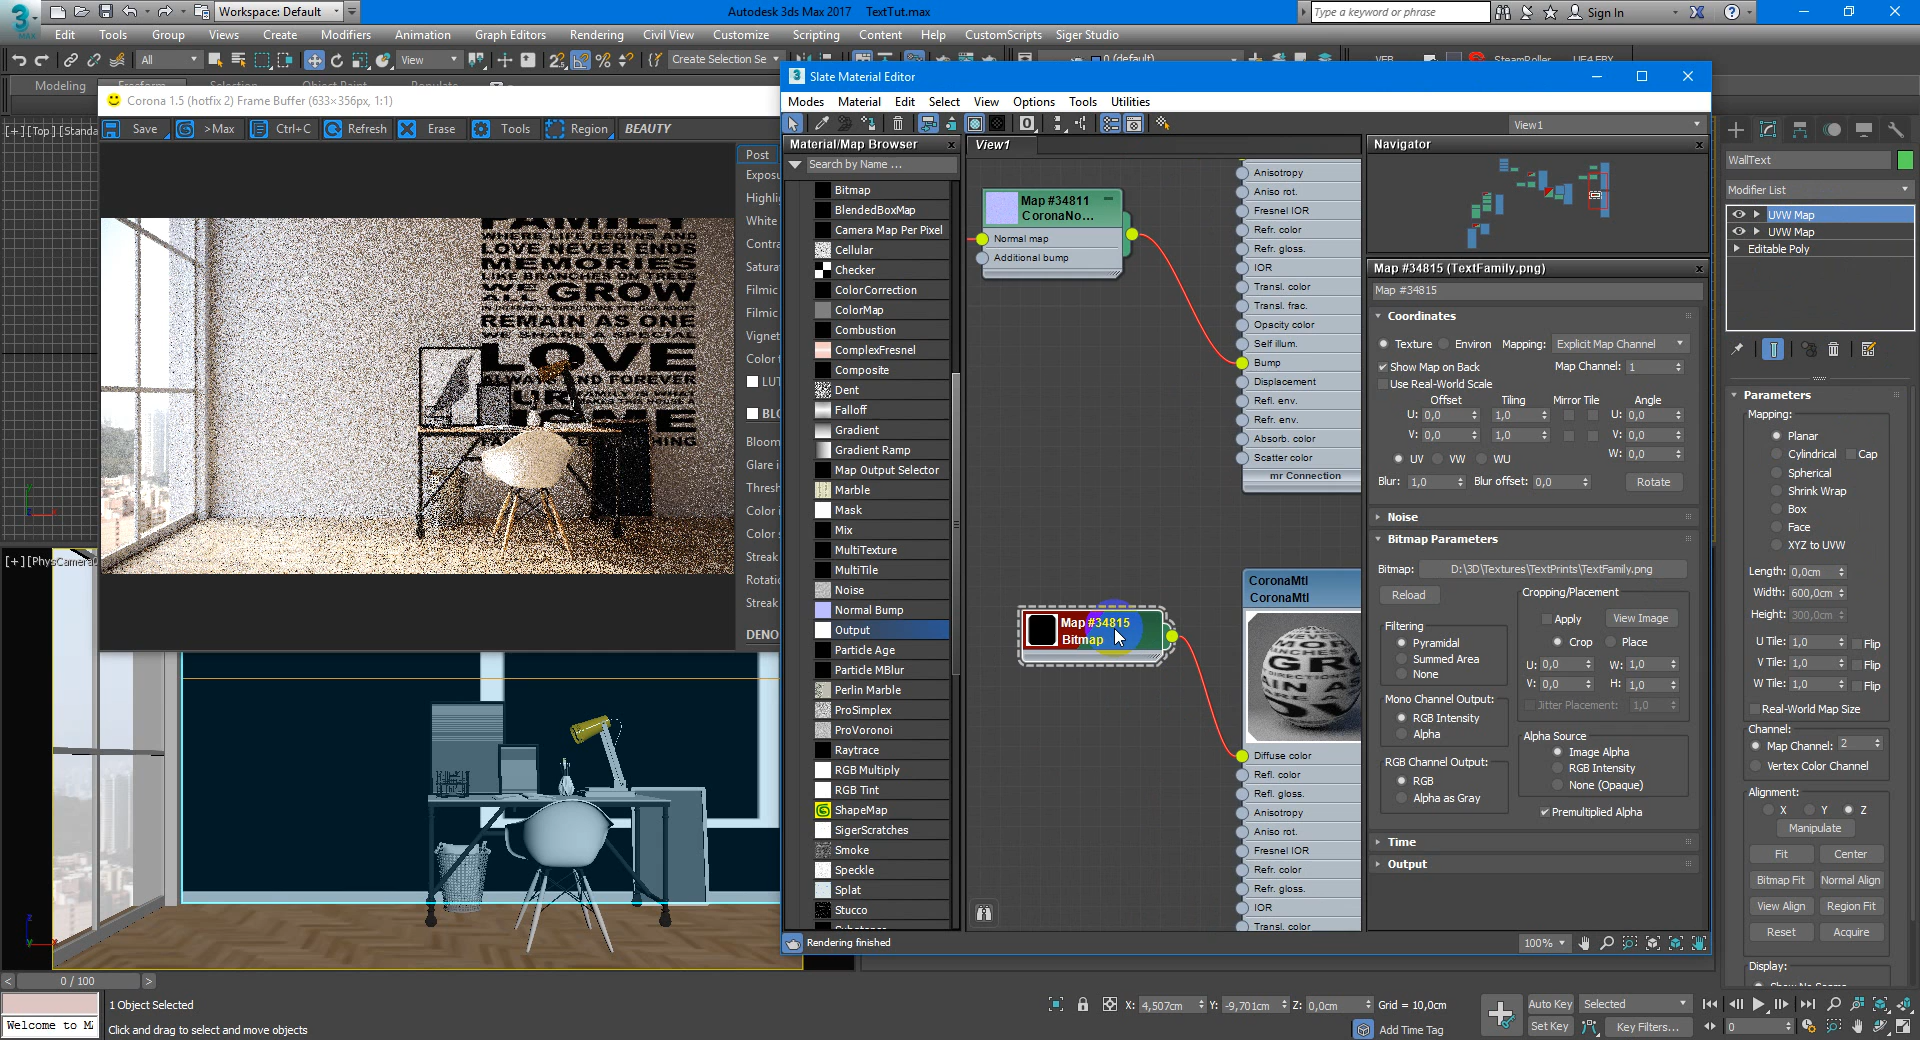 Workspace: Default
Autodesk 3ds Max 2017    TextTut.max
Type a keyword or phrase
Sign In
Edit  Tools  Group  Views  Create  Modifiers  Animation  Graph Editors  Rendering  Civil View  Customize  Scripting  Content  Help  CustomScripts  Siger Studio
All
View
Create Selection Se
0 (default)
Modeling
[+][Top][Standa
Corona 1.5 (hotfix 2) Frame Buffer (633×356px, 1:1)
Save  >Max  Ctrl+C  Refresh  Erase  Tools  Region  BEAUTY
Post
Exposu
Highli
White
Contra
Satura
Filmic
Filmic
Vignet
Color t
LUT
BLO
Bloom
Glare i
Thresh
Color i
Color s
Streak
Rotatio
Streak
DENO
FAMILY
WHERE LIFE BEGINS AND
LOVE NEVER ENDS
MEMORIES
LIKE BRANCHES ON A TREE
WE GROW
REMAIN AS ONE
LOVE
ALWAYS AND FOREVER
HOME
[+][PhysCamera
Slate Material Editor
Modes  Material  Edit  Select  View  Options  Tools  Utilities
View1
Material/Map Browser
Search by Name ...
Bitmap
BlendedBoxMap
Camera Map Per Pixel
Cellular
Checker
ColorCorrection
ColorMap
Combustion
ComplexFresnel
Composite
Dent
Falloff
Gradient
Gradient Ramp
Map Output Selector
Marble
Mask
Mix
MultiTexture
MultiTile
Noise
Normal Bump
Output
Particle Age
Particle MBlur
Perlin Marble
ProSimplex
ProVoronoi
Raytrace
RGB Multiply
RGB Tint
ShapeMap
SigerScratches
Smoke
Speckle
Splat
Stucco
View1
Map #34811
CoronaNo...
Normal map
Additional bump
Anisotropy
Aniso rot.
Fresnel IOR
Refr. color
Refr. gloss.
IOR
Transl. color
Transl. frac.
Opacity color
Self illum.
Bump
Displacement
Refl. env.
Refr. env.
Absorb. color
Scatter color
mr Connection
Map #34815
Bitmap
CoronaMtl
CoronaMtl
Diffuse color
Refl. color
Refl. gloss.
Anisotropy
Aniso rot.
Fresnel IOR
Refr. color
Refr. gloss.
IOR
Transl. color
Rendering finished
100%
Navigator
Map #34815 (TextFamily.png)
Map #34815
Coordinates
Texture  Environ  Mapping:  Explicit Map Channel
Show Map on Back  Map Channel:  1
Use Real-World Scale
Offset  Tiling  Mirror Tile  Angle
U: 0,0  1,0  U: 0,0
V: 0,0  1,0  V: 0,0
W: 0,0
UV  VW  WU
Blur: 1,0  Blur offset: 0,0  Rotate
Noise
Bitmap Parameters
Bitmap:  D:\3D\Textures\TextPrints\TextFamily.png
Reload  Cropping/Placement
Apply  View Image
Filtering
Pyramidal
Summed Area
None
Crop  Place
U: 0,0  W: 1,0
V: 0,0  H: 1,0
Jitter Placement:  1,0
Mono Channel Output:
RGB Intensity
Alpha
Alpha Source
Image Alpha
RGB Intensity
None (Opaque)
RGB Channel Output:
RGB
Alpha as Gray
Premultiplied Alpha
Time
Output
WallText
Modifier List
UVW Map
UVW Map
Editable Poly
Parameters
Mapping:
Planar
Cylindrical  Cap
Spherical
Shrink Wrap
Box
Face
XYZ to UVW
Length: 0,0cm
Width: 600,0cm
Height: 300,0cm
U Tile: 1,0  Flip
V Tile: 1,0  Flip
W Tile: 1,0  Flip
Real-World Map Size
Channel:
Map Channel: 2
Vertex Color Channel
Alignment:
X  Y  Z
Manipulate
Fit  Center
Bitmap Fit  Normal Align
View Align  Region Fit
Reset  Acquire
Display:
0 / 100
1 Object Selected
Welcome to M
Click and drag to select and move objects
X: 4,507cm  Y: -9,701cm  Z: 0,0cm  Grid = 10,0cm
Add Time Tag
Auto Key  Selected
Set Key  Key Filters...
0